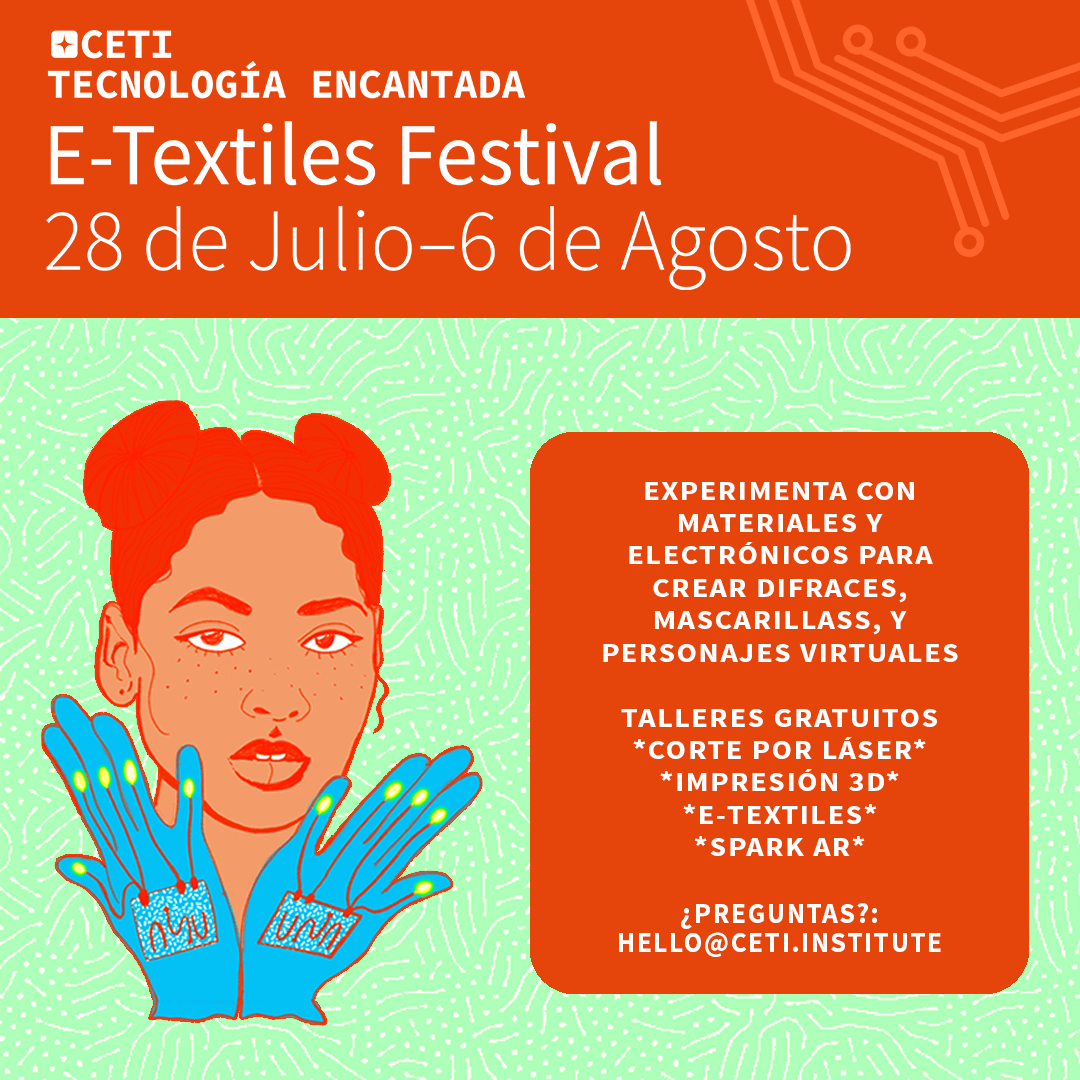 CETI
TECNOLOGÍA ENCANTADA
E-Textiles Festival
28 de Julio–6 de Agosto
EXPERIMENTA CON
MATERIALES Y
ELECTRÓNICOS PARA
CREAR DIFRACES,
MASCARILLASS, Y
PERSONAJES VIRTUALES
TALLERES GRATUITOS
*CORTE POR LÁSER*
*IMPRESIÓN 3D*
*E-TEXTILES*
*SPARK AR*
¿PREGUNTAS?:
HELLO@CETI.INSTITUTE